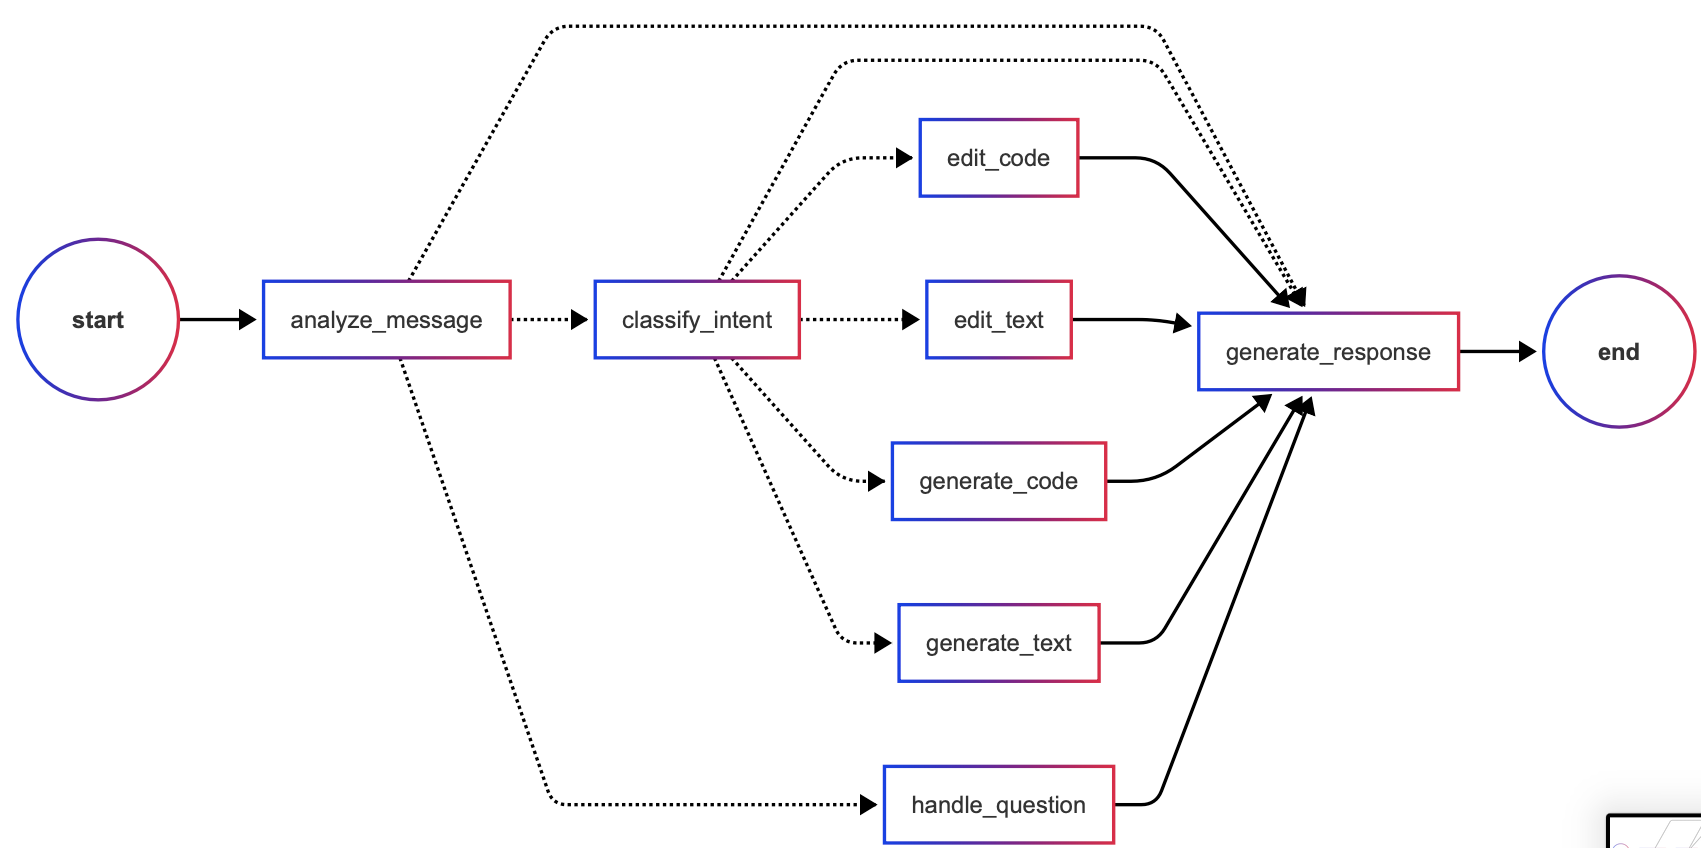 start
analyze_message
classify_intent
edit_code
edit_text
generate_code
generate_text
handle_question
generate_response
end